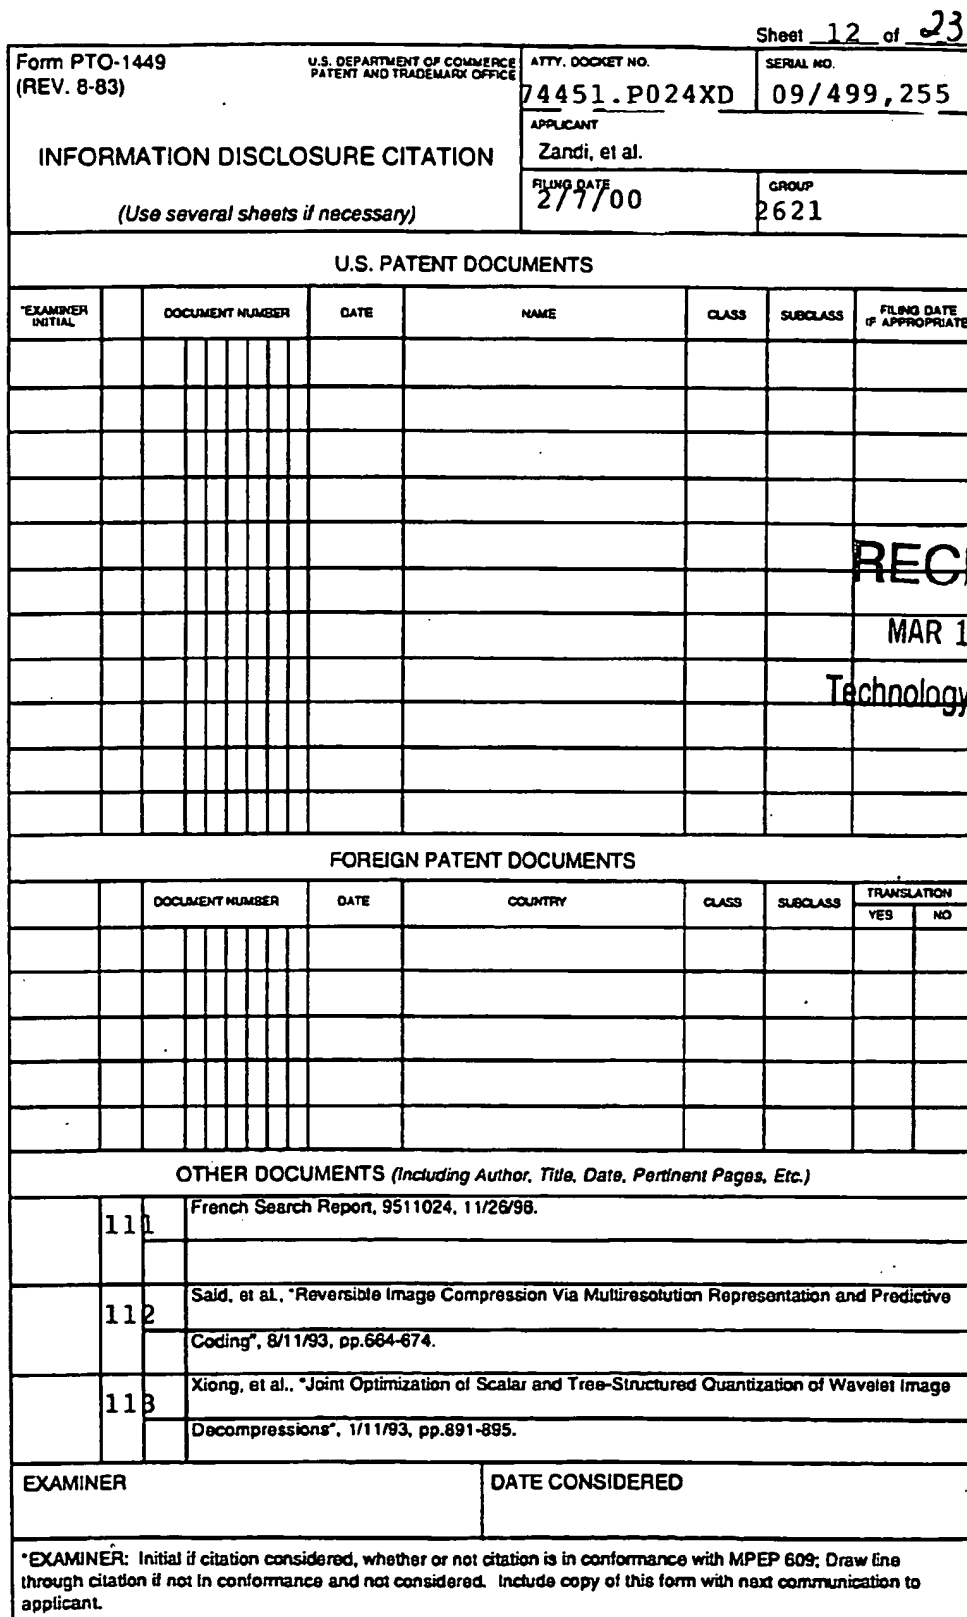 Sheet 12 of 23
Form PTO-1449
(REV. 8-83)
U.S. DEPARTMENT OF COMMERCE
PATENT AND TRADEMARK OFFICE
ATTY. DOCKET NO.
74451.P024XD
SERIAL NO.
09/499,255
INFORMATION DISCLOSURE CITATION
(Use several sheets if necessary)
APPLICANT
Zandi, et al.
FILING DATE
2/7/00
GROUP
2621
U.S. PATENT DOCUMENTS
*EXAMINER
INITIAL
DOCUMENT NUMBER
DATE
NAME
CLASS
SUBCLASS
FILING DATE
IF APPROPRIATE
RECI
MAR 1
Technology
FOREIGN PATENT DOCUMENTS
DOCUMENT NUMBER
DATE
COUNTRY
CLASS
SUBCLASS
TRANSLATION
YES
NO
OTHER DOCUMENTS (Including Author, Title, Date, Pertinent Pages, Etc.)
111
French Search Report, 9511024, 11/26/98.
112
Said, et al., "Reversible Image Compression Via Multiresolution Representation and Predictive
Coding", 8/11/93, pp.664-674.
113
Xiong, et al., "Joint Optimization of Scalar and Tree-Structured Quantization of Wavelet Image
Decompressions", 1/11/93, pp.891-895.
EXAMINER
DATE CONSIDERED
*EXAMINER: Initial if citation considered, whether or not citation is in conformance with MPEP 609; Draw line
through citation if not in conformance and not considered. Include copy of this form with next communication to
applicant.